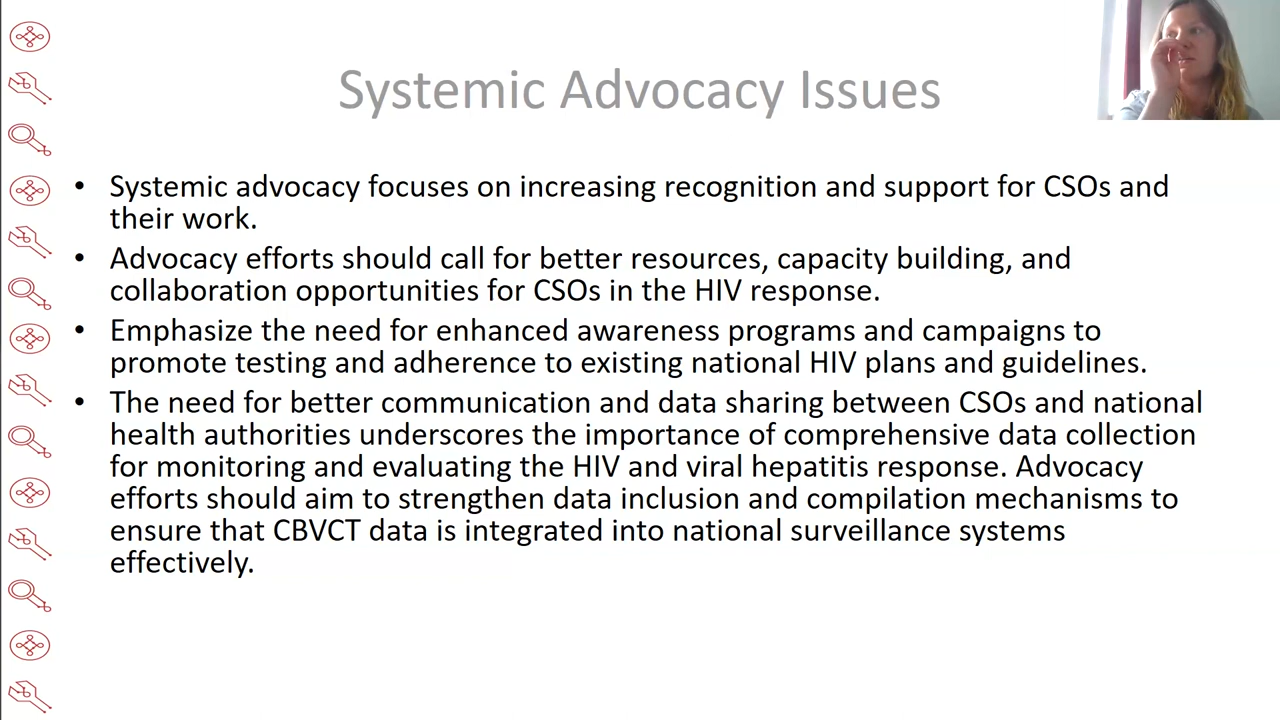 Systemic Advocacy Issues
• Systemic advocacy focuses on increasing recognition and support for CSOs and
their work.
• Advocacy efforts should call for better resources, capacity building, and
collaboration opportunities for CSOs in the HIV response.
• Emphasize the need for enhanced awareness programs and campaigns to
promote testing and adherence to existing national HIV plans and guidelines.
• The need for better communication and data sharing between CSOs and national
health authorities underscores the importance of comprehensive data collection
for monitoring and evaluating the HIV and viral hepatitis response. Advocacy
efforts should aim to strengthen data inclusion and compilation mechanisms to
ensure that CBVCT data is integrated into national surveillance systems
effectively.